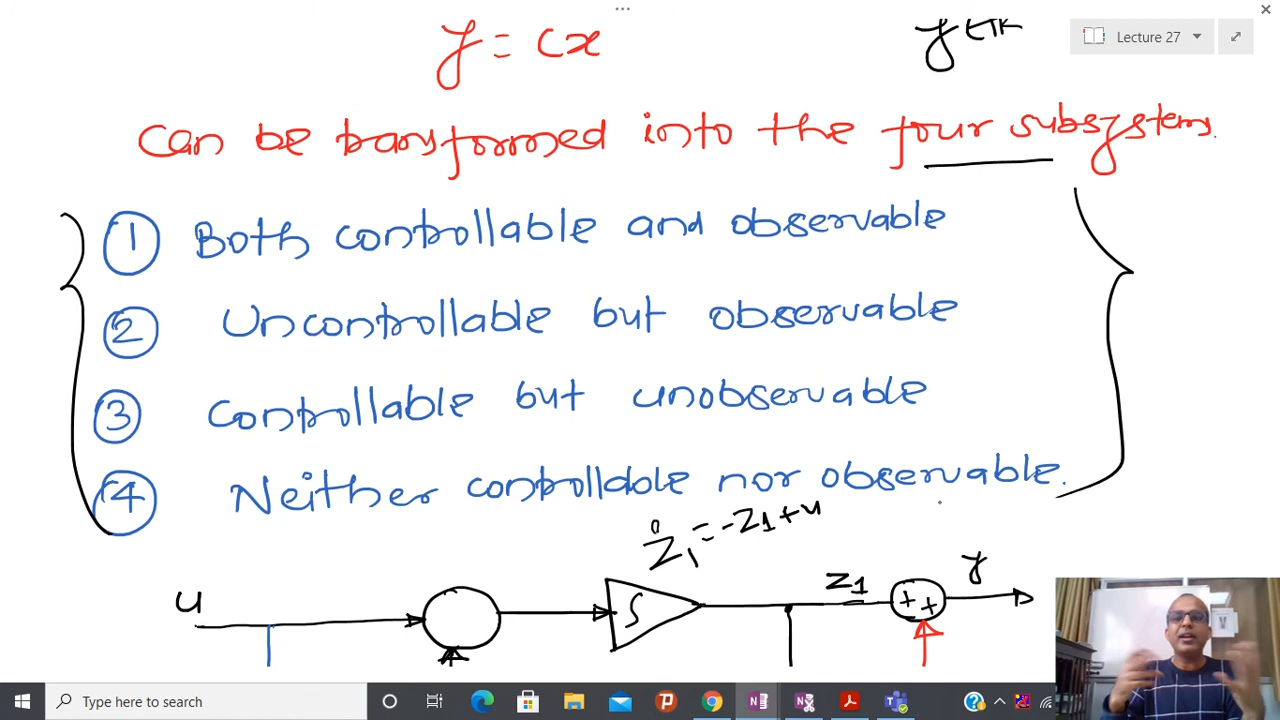 y = Cx
Lecture 27
Can be transformed into the four subsystems.
1 Both controllable and observable
2 Uncontrollable but observable
3 Controllable but unobservable
4 Neither controllable nor observable.
ż1 = -z1+u
u
∫
z1
+ +
y
Type here to search